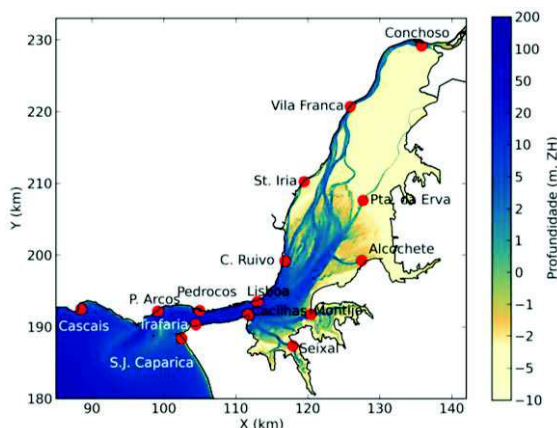 230
220
210
200
190
180
Y (km)
90
100
110
120
130
140
X (km)
Conchoso
Vila Franca
St. Iria
Pta. da Erva
C. Ruivo
Alcochete
Lisboa
Pedrocos
P. Arcos
Cascais
Trafaria
Cacilhas
Montijo
S.J. Caparica
Seixal
200
100
50
20
10
5
2
1
0
−1
−2
−5
−10
Profundidade (m, ZH)